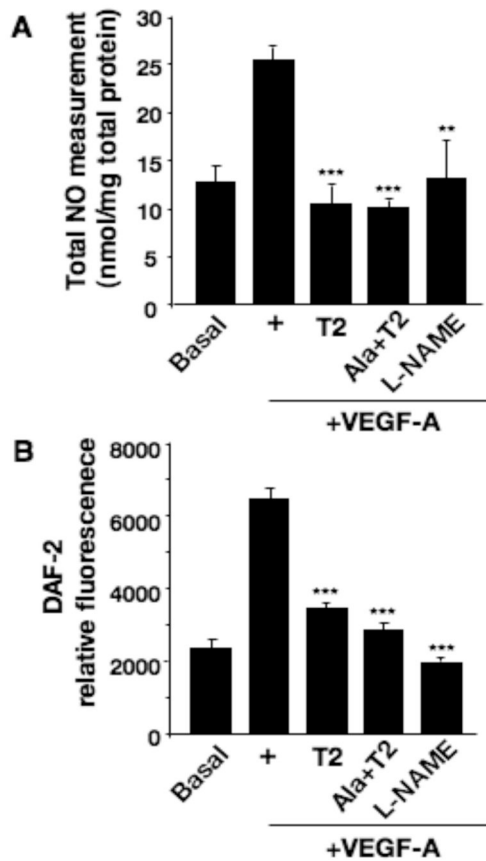 A
Total NO measurement
(nmol/mg total protein)
30
25
20
15
10
5
0
***
***
**
Basal
+
T2
Ala+T2
L-NAME
+VEGF-A
B
DAF-2
relative fluorescenece
8000
6000
4000
2000
0
***
***
***
Basal
+
T2
Ala+T2
L-NAME
+VEGF-A